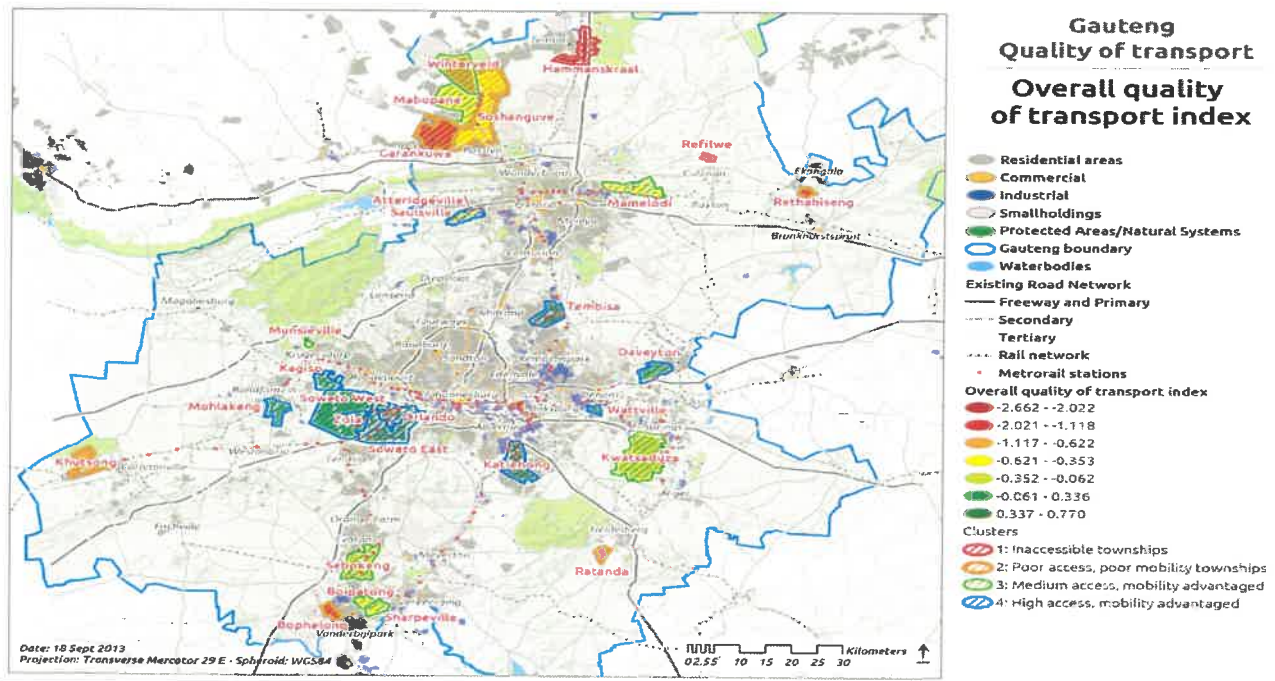 Gauteng
Quality of transport
Overall quality
of transport index
Residential areas
Commercial
Industrial
Smallholdings
Protected Areas/Natural Systems
Gauteng boundary
Waterbodies
Existing Road Network
Freeway and Primary
Secondary
Tertiary
Rail network
Metrorail stations
Overall quality of transport index
-2.662 - -2.022
-2.021 - -1.118
-1.117 - -0.622
-0.621 - -0.353
-0.352 - -0.062
-0.061 - 0.336
0.337 - 0.770
Clusters
1: Inaccessible townships
2: Poor access, poor mobility townships
3: Medium access, mobility advantaged
4: High access, mobility advantaged
Winterveld
Hammanskraal
Mabopane
Soshanguve
Garankuwa
Refilwe
Ekangala
Rethabiseng
Atteridgeville\
Saulsville
Mamelodi
Bronkhorstspruit
Magaliesburg
Tembisa
Munsieville
Daveyton
Kagiso
Sandton
Soweto West
Mohlakeng
Zola
Orlando
Wattville
Soweto East
Khutsong
Katlehong
Kwatsaduza
Sebokeng
Ratanda
Boipatong
Sharpeville
Bophelong
Vanderbijlpark
Date: 18 Sept 2013
Projection: Transverse Mercator 29 E - Spheroid: WGS84
0 2.5 5 10 15 20 25 30 Kilometers